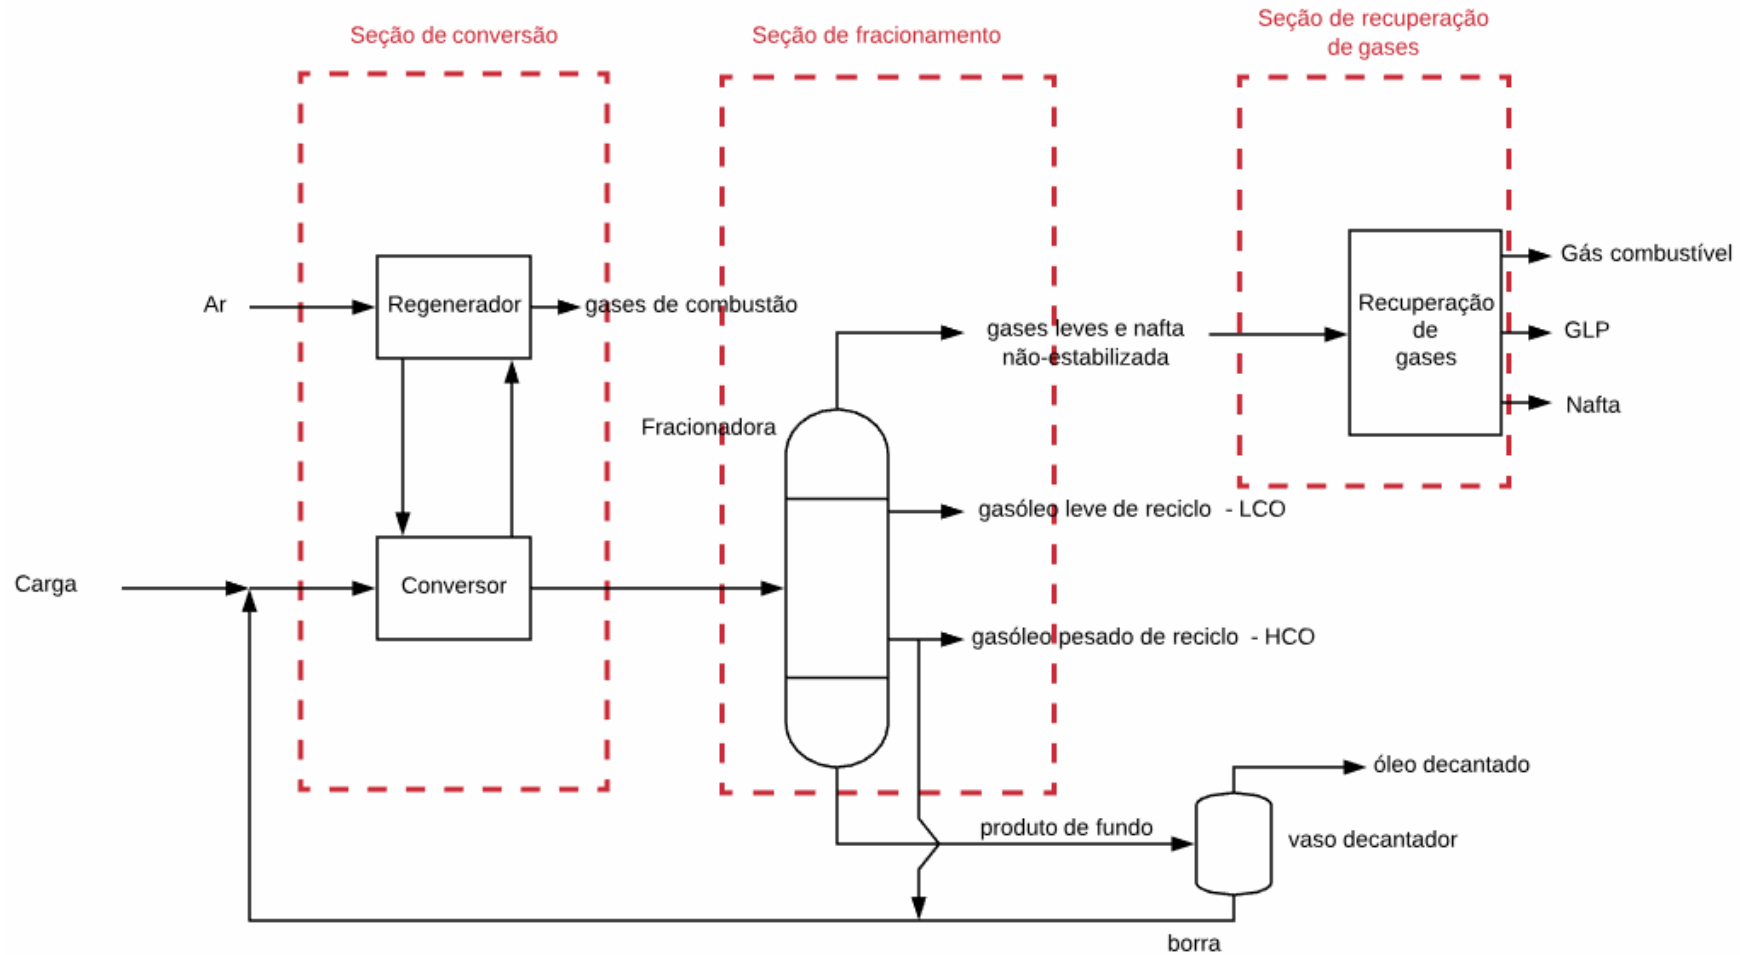 Seção de conversão
Seção de fracionamento
Seção de recuperação
de gases
Ar
Regenerador
gases de combustão
gases leves e nafta
não-estabilizada
Recuperação
de
gases
Gás combustível
GLP
Nafta
Fracionadora
gasóleo leve de reciclo - LCO
Carga
Conversor
gasóleo pesado de reciclo - HCO
óleo decantado
produto de fundo
vaso decantador
borra